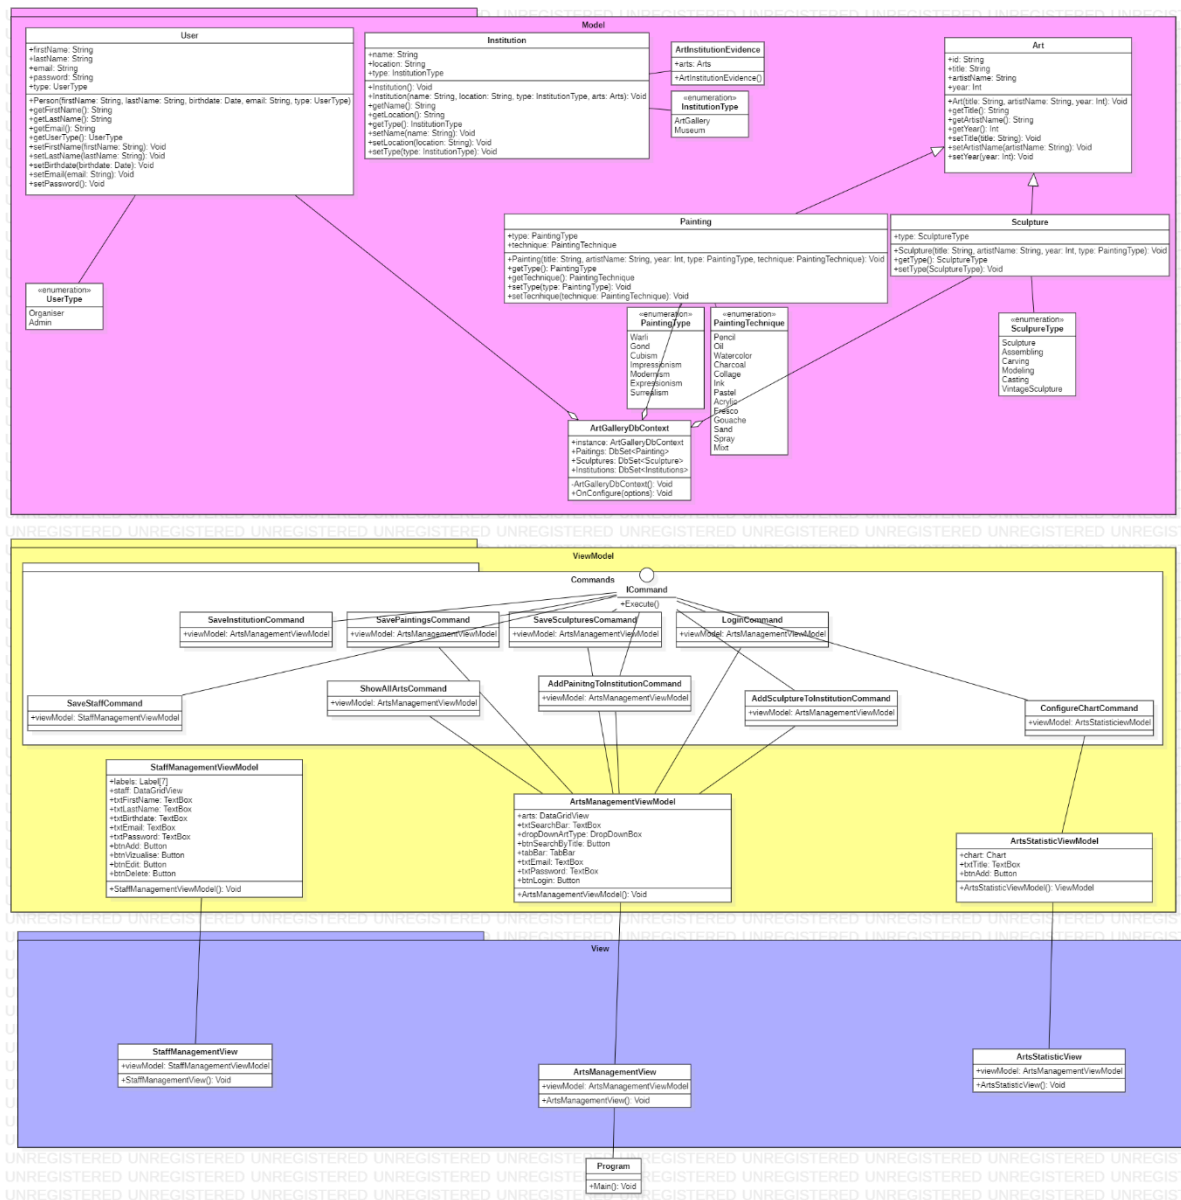 Model
User
+firstName: String
+lastName: String
+email: String
+password: String
+type: UserType
+Person(firstName: String, lastName: String, birthdate: Date, email: String, type: UserType)
+getFirstName(): String
+getLastName(): String
+getEmail(): String
+getUserType(): UserType
+setFirstName(firstName: String): Void
+setLastName(lastName: String): Void
+setBirthdate(birthdate: Date): Void
+setEmail(email: String): Void
+setPassword(): Void
Institution
+name: String
+location: String
+type: InstitutionType
+Institution(): Void
+Institution(name: String, location: String, type: InstitutionType, arts: Arts): Void
+getName(): String
+getLocation(): String
+getType(): InstitutionType
+setName(name: String): Void
+setLocation(location: String): Void
+setType(type: InstitutionType): Void
ArtInstitutionEvidence
+arts: Arts
+ArtInstitutionEvidence()
«enumeration»
InstitutionType
ArtGallery
Museum
Art
+id: String
+title: String
+artistName: String
+year: Int
+Art(title: String, artistName: String, year: Int): Void
+getTitle(): String
+getArtistName(): String
+getYear(): Int
+setTitle(title: String): Void
+setArtistName(artistName: String): Void
+setYear(year: Int): Void
Painting
+type: PaintingType
+technique: PaintingTechnique
+Painting(title: String, artistName: String, year: Int, type: PaintingType, technique: PaintingTechnique): Void
+getType(): PaintingType
+getTechnique(): PaintingTechnique
+setType(type: PaintingType): Void
+setTecnhique(technique: PaintingTechnique): Void
Sculpture
+type: SculptureType
+Sculpture(title: String, artistName: String, year: Int, type: PaintingType): Void
+getType(): SculptureType
+setType(SculptureType): Void
«enumeration»
UserType
Organiser
Admin
«enumeration»
PaintingType
Warli
Gond
Cubism
Impressionism
Modernism
Expressionism
Surrealism
«enumeration»
PaintingTechnique
Pencil
Oil
Watercolor
Charcoal
Collage
Ink
Pastel
Acrylic
Fresco
Gouache
Sand
Spray
Mixt
«enumeration»
SculpureType
Sculpture
Assembling
Carving
Modeling
Casting
VintageSculpture
ArtGalleryDbContext
+instance: ArtGalleryDbContext
+Paitings: DbSet<Painting>
+Sculptures: DbSet<Sculpture>
+Institutions: DbSet<Institutions>
-ArtGalleryDbContext(): Void
+OnConfigure(options): Void
UNREGISTERED UNREGISTERED UNREGISTERED UNREGISTERED UNREGISTERED UNREGISTERED UNREGISTERED UNREGISTERED UNREGISTERED UNREGIS
ViewModel
Commands
ICommand
+Execute()
SaveInstitutionCommand
+viewModel: ArtsManagementViewModel
SavePaintingsCommand
+viewModel: ArtsManagementViewModel
SaveSculpturesComamand
+viewModel: ArtsManagementViewModel
LoginCommand
+viewModel: ArtsManagementViewModel
SaveStaffCommand
+viewModel: StaffManagementViewModel
ShowAllArtsCommand
+viewModel: ArtsManagementViewModel
AddPainitngToInstitutionCommand
+viewModel: ArtsManagementViewModel
AddSculptureToInstitutionCommand
+viewModel: ArtsManagementViewModel
ConfigureChartCommand
+viewModel: ArtsStatisticiewModel
StaffManagementViewModel
+labels: Label[7]
+staff: DataGridView
+txtFirstName: TextBox
+txtLastName: TextBox
+txtBirthdate: TextBox
+txtEmail: TextBox
+txtPassword: TextBox
+btnAdd: Button
+btnVizualise: Button
+btnEdit: Button
+btnDelete: Button
+StaffManagementViewModel(): Void
ArtsManagementViewModel
+arts: DataGridView
+txtSearchBar: TextBox
+dropDownArtType: DropDownBox
+btnSearchByTitle: Button
+tabBar: TabBar
+txtEmail: TextBox
+txtPassword: TextBox
+btnLogin: Button
+ArtsManagementViewModel(): Void
ArtsStatisticViewModel
+chart: Chart
+txtTitle: TextBox
+btnAdd: Button
+ArtsStatisticViewModel(): ViewModel
View
StaffManagementView
+viewModel: StaffManagementViewModel
+StaffManagementView(): Void
ArtsManagementView
+viewModel: ArtsManagementViewModel
+ArtsManagementView(): Void
ArtsStatisticView
+viewModel: ArtsManagementViewModel
+ArtsStatisticView(): Void
Program
+Main(): Void